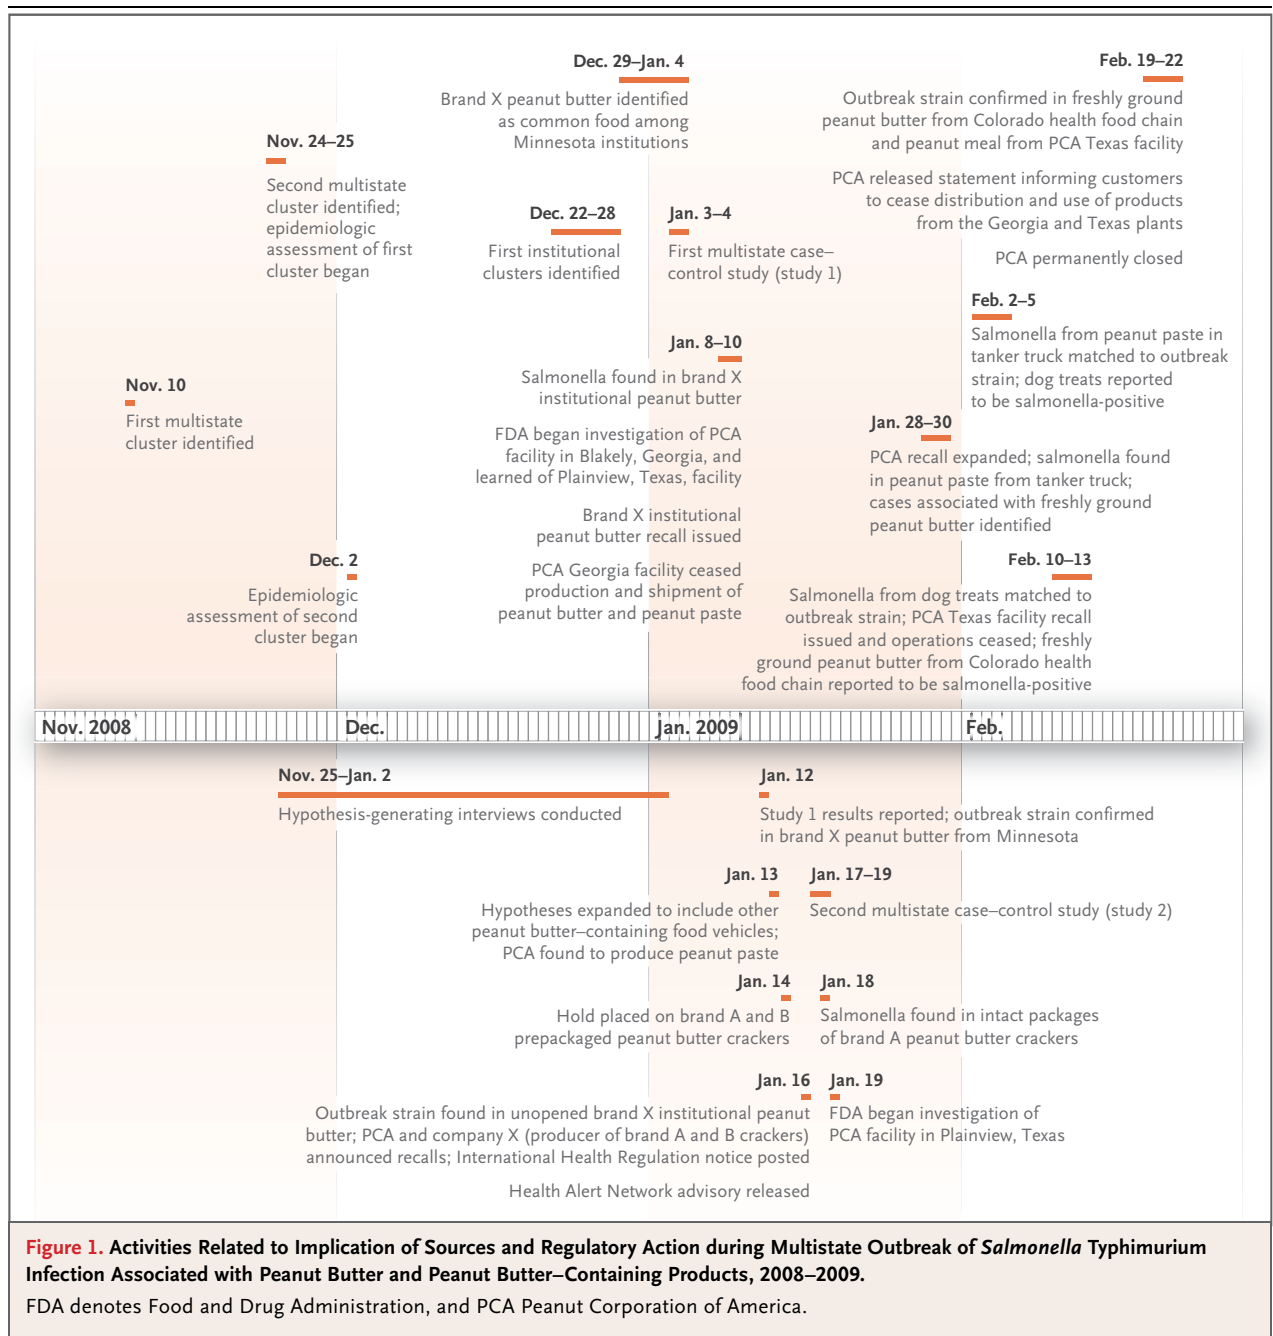 Dec. 29–Jan. 4
Brand X peanut butter identified
as common food among
Minnesota institutions
Feb. 19–22
Outbreak strain confirmed in freshly ground
peanut butter from Colorado health food chain
and peanut meal from PCA Texas facility
PCA released statement informing customers
to cease distribution and use of products
from the Georgia and Texas plants
PCA permanently closed
Nov. 24–25
Second multistate
cluster identified;
epidemiologic
assessment of first
cluster began
Dec. 22–28
First institutional
clusters identified
Jan. 3–4
First multistate case–
control study (study 1)
Feb. 2–5
Salmonella from peanut paste in
tanker truck matched to outbreak
strain; dog treats reported
to be salmonella-positive
Jan. 8–10
Salmonella found in brand X
institutional peanut butter
FDA began investigation of PCA
facility in Blakely, Georgia, and
learned of Plainview, Texas, facility
Brand X institutional
peanut butter recall issued
PCA Georgia facility ceased
production and shipment of
peanut butter and peanut paste
Nov. 10
First multistate
cluster identified
Jan. 28–30
PCA recall expanded; salmonella found
in peanut paste from tanker truck;
cases associated with freshly ground
peanut butter identified
Dec. 2
Epidemiologic
assessment of second
cluster began
Feb. 10–13
Salmonella from dog treats matched to
outbreak strain; PCA Texas facility recall
issued and operations ceased; freshly
ground peanut butter from Colorado health
food chain reported to be salmonella-positive
Nov. 2008 Dec. Jan. 2009 Feb.
Nov. 25–Jan. 2
Hypothesis-generating interviews conducted
Jan. 12
Study 1 results reported; outbreak strain confirmed
in brand X peanut butter from Minnesota
Jan. 13
Hypotheses expanded to include other
peanut butter–containing food vehicles;
PCA found to produce peanut paste
Jan. 17–19
Second multistate case–control study (study 2)
Jan. 14
Hold placed on brand A and B
prepackaged peanut butter crackers
Jan. 18
Salmonella found in intact packages
of brand A peanut butter crackers
Jan. 16
Outbreak strain found in unopened brand X institutional peanut
butter; PCA and company X (producer of brand A and B crackers)
announced recalls; International Health Regulation notice posted
Health Alert Network advisory released
Jan. 19
FDA began investigation of
PCA facility in Plainview, Texas
Figure 1. Activities Related to Implication of Sources and Regulatory Action during Multistate Outbreak of Salmonella Typhimurium
Infection Associated with Peanut Butter and Peanut Butter–Containing Products, 2008–2009.
FDA denotes Food and Drug Administration, and PCA Peanut Corporation of America.